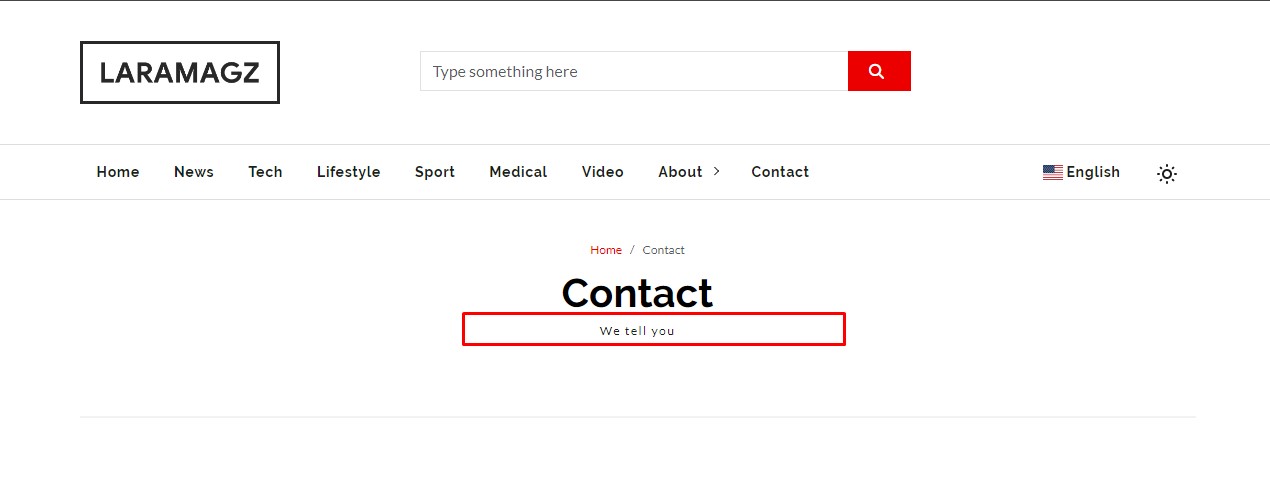 LARAMAGZ
Type something here
Home News Tech Lifestyle Sport Medical Video About Contact English
Home / Contact
Contact
We tell you